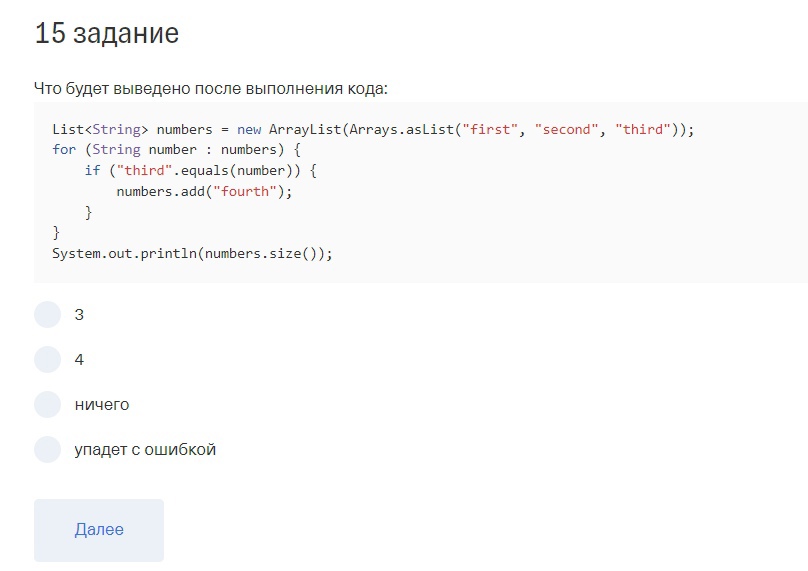 15 задание
Что будет выведено после выполнения кода:
List<String> numbers = new ArrayList(Arrays.asList("first", "second", "third"));
for (String number : numbers) {
    if ("third".equals(number)) {
        numbers.add("fourth");
    }
}
System.out.println(numbers.size());
3
4
ничего
упадет с ошибкой
Далее